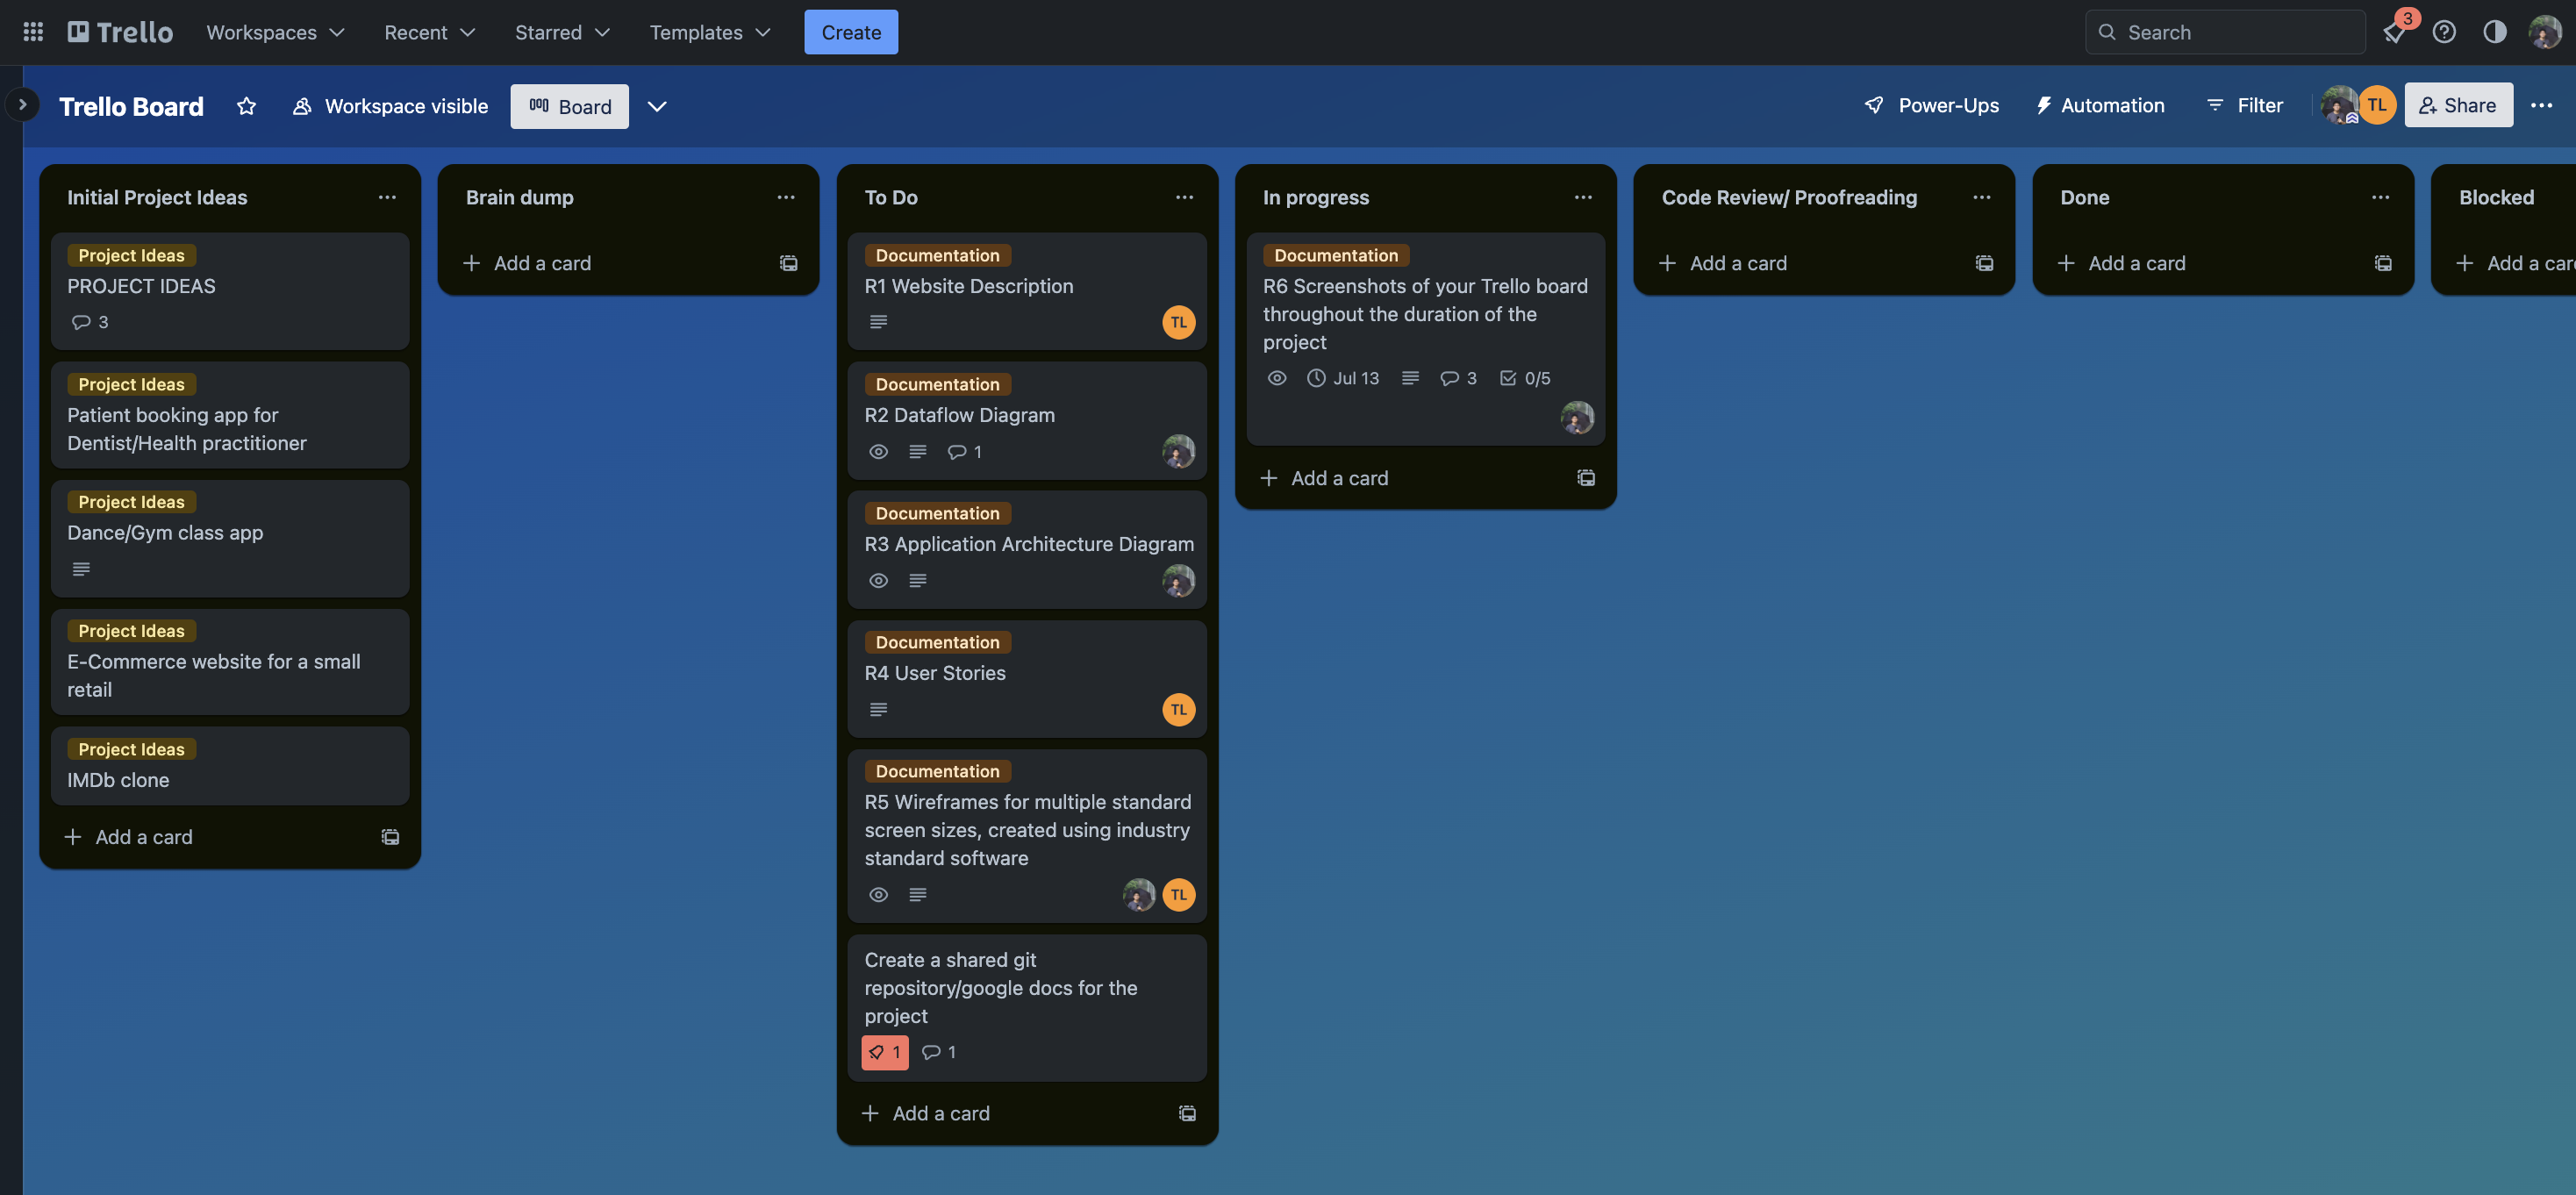 Trello
Workspaces
Recent
Starred
Templates
Create
Search
3
Trello Board
Workspace visible
Board
Power-Ups
Automation
Filter
TL
Share
Initial Project Ideas
Project Ideas
PROJECT IDEAS
3
Project Ideas
Patient booking app for
Dentist/Health practitioner
Project Ideas
Dance/Gym class app
Project Ideas
E-Commerce website for a small
retail
Project Ideas
IMDb clone
Add a card
Brain dump
Add a card
To Do
Documentation
R1 Website Description
TL
Documentation
R2 Dataflow Diagram
1
Documentation
R3 Application Architecture Diagram
Documentation
R4 User Stories
TL
Documentation
R5 Wireframes for multiple standard
screen sizes, created using industry
standard software
TL
Create a shared git
repository/google docs for the
project
1 1
Add a card
In progress
Documentation
R6 Screenshots of your Trello board
throughout the duration of the
project
Jul 13 3 0/5
Add a card
Code Review/ Proofreading
Add a card
Done
Add a card
Blocked
Add a car